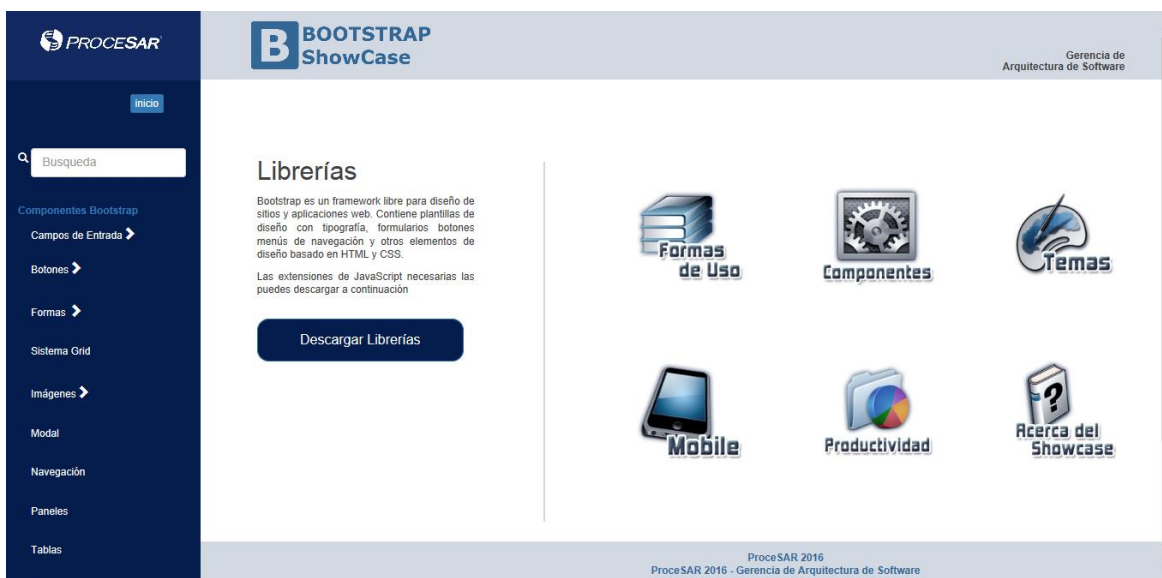 PROCESAR
B BOOTSTRAP
ShowCase
Gerencia de
Arquitectura de Software
inicio
Busqueda
Componentes Bootstrap
Campos de Entrada
Botones
Formas
Sistema Grid
Imágenes
Modal
Navegación
Paneles
Tablas
Librerías
Bootstrap es un framework libre para diseño de
sitios y aplicaciones web. Contiene plantillas de
diseño con tipografía, formularios botones
menús de navegación y otros elementos de
diseño basado en HTML y CSS.
Las extensiones de JavaScript necesarias las
puedes descargar a continuación
Descargar Librerías
Formas
de Uso
Componentes
Temas
Mobile
Productividad
?
Acerca del
Showcase
ProceSAR 2016
ProceSAR 2016 - Gerencia de Arquitectura de Software